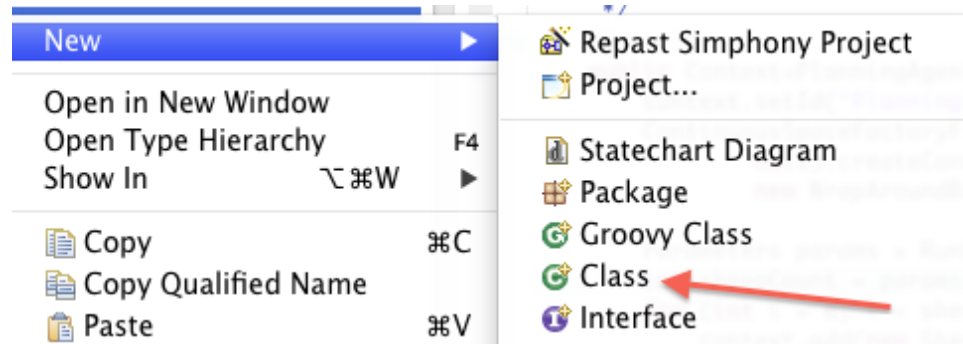 */
New
Open in New Window
Open Type Hierarchy F4
Show In ⌥⌘W
Copy ⌘C
Copy Qualified Name
Paste ⌘V
Repast Simphony Project
Project...
Statechart Diagram
Package
Groovy Class
Class
Interface